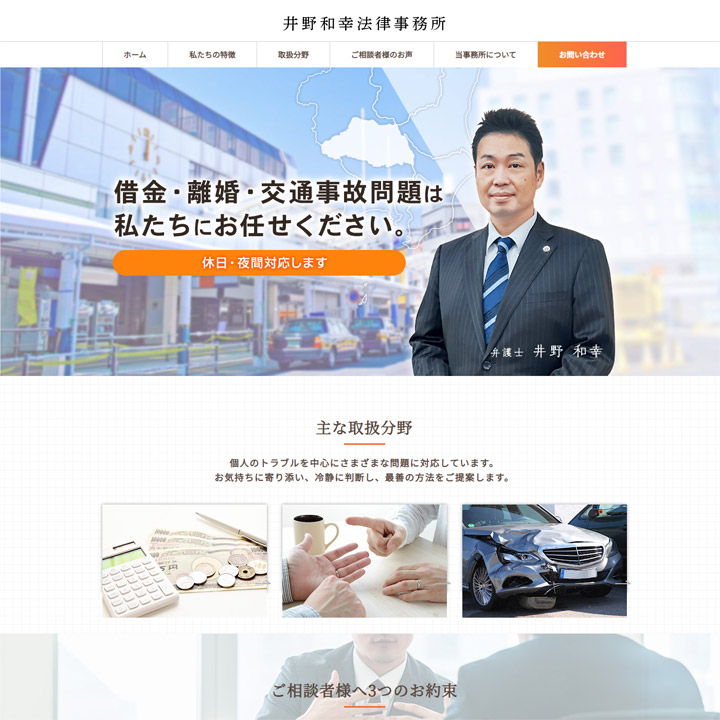 井野和幸法律事務所
ホーム
私たちの特徴
取扱分野
ご相談者様のお声
当事務所について
お問い合わせ
借金・離婚・交通事故問題は
私たちにお任せください。
休日・夜間対応します
弁護士 井野 和幸
主な取扱分野
個人のトラブルを中心にさまざまな問題に対応しています。
お気持ちに寄り添い、冷静に判断し、最善の方法をご提案します。
ご相談者様へ3つのお約束